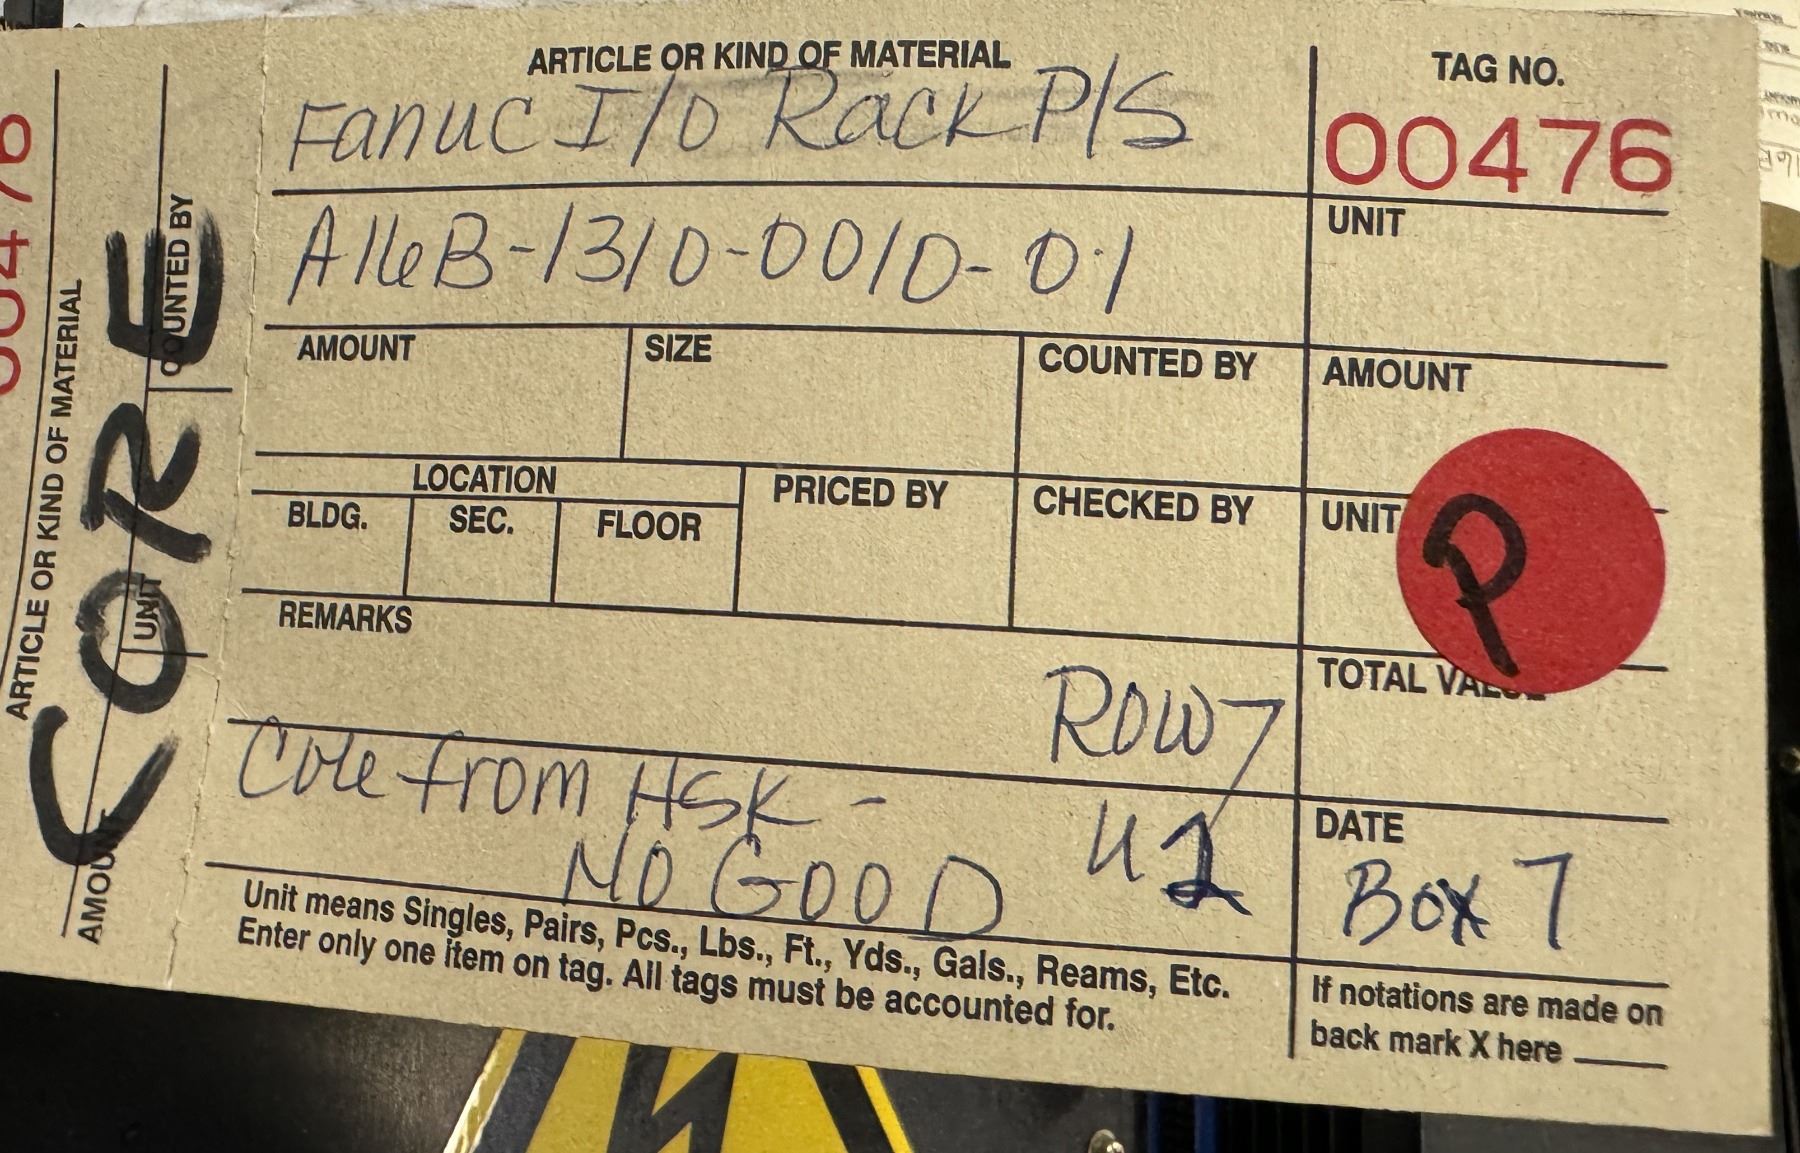 ARTICLE OR KIND OF MATERIAL
Fanuc I/O Rack P/S
TAG NO.
00476
A16B-1310-0010-01
UNIT
AMOUNT
SIZE
COUNTED BY
AMOUNT
LOCATION
BLDG.
SEC.
FLOOR
PRICED BY
CHECKED BY
UNIT
P
REMARKS
ROW 7
TOTAL
Core from HSK -
NO GOOD
DATE
Box 7
Unit means Singles, Pairs, Pcs., Lbs., Ft., Yds., Gals., Reams, Etc.
Enter only one item on tag. All tags must be accounted for.
If notations are made on
back mark X here
00476
ARTICLE OR KIND OF MATERIAL
COUNTED BY
UNIT
AMOUNT
CORE